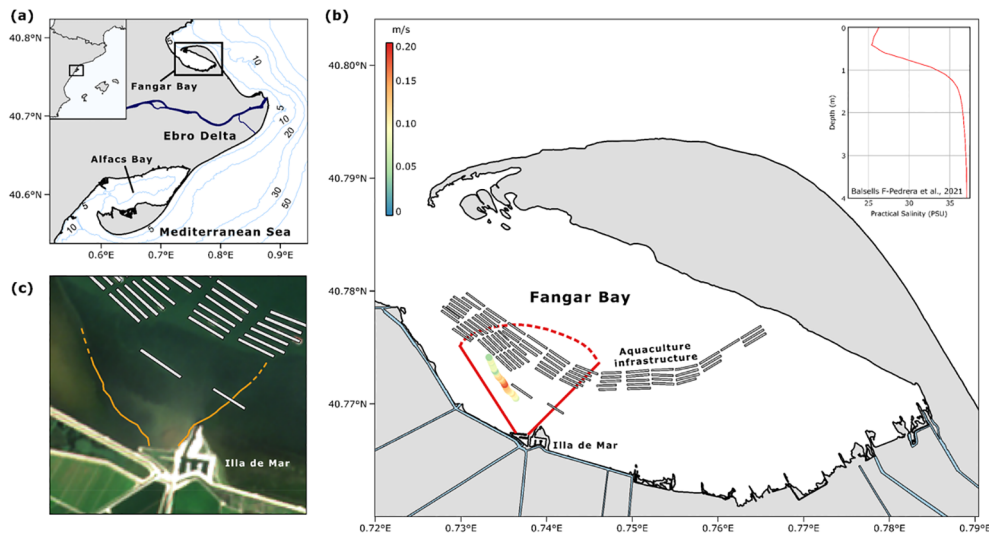 (a)
40.8°N
40.7°N
40.6°N
0.6°E
0.7°E
0.8°E
0.9°E
5
10
Fangar Bay
5
10
20
Ebro Delta
Alfacs Bay
5
10
5
30
50
Mediterranean Sea
(b)
m/s
0.20
0.15
0.10
0.05
0
40.80°N
40.79°N
40.78°N
40.77°N
0.72°E
0.73°E
0.74°E
0.75°E
0.76°E
0.77°E
0.78°E
0.79°E
Fangar Bay
Aquaculture
infrastructure
Illa de Mar
0
1
2
3
4
Depth (m)
Balsells F-Pedrera et al., 2021
25
30
35
Practical Salinity (PSU)
(c)
Illa de Mar